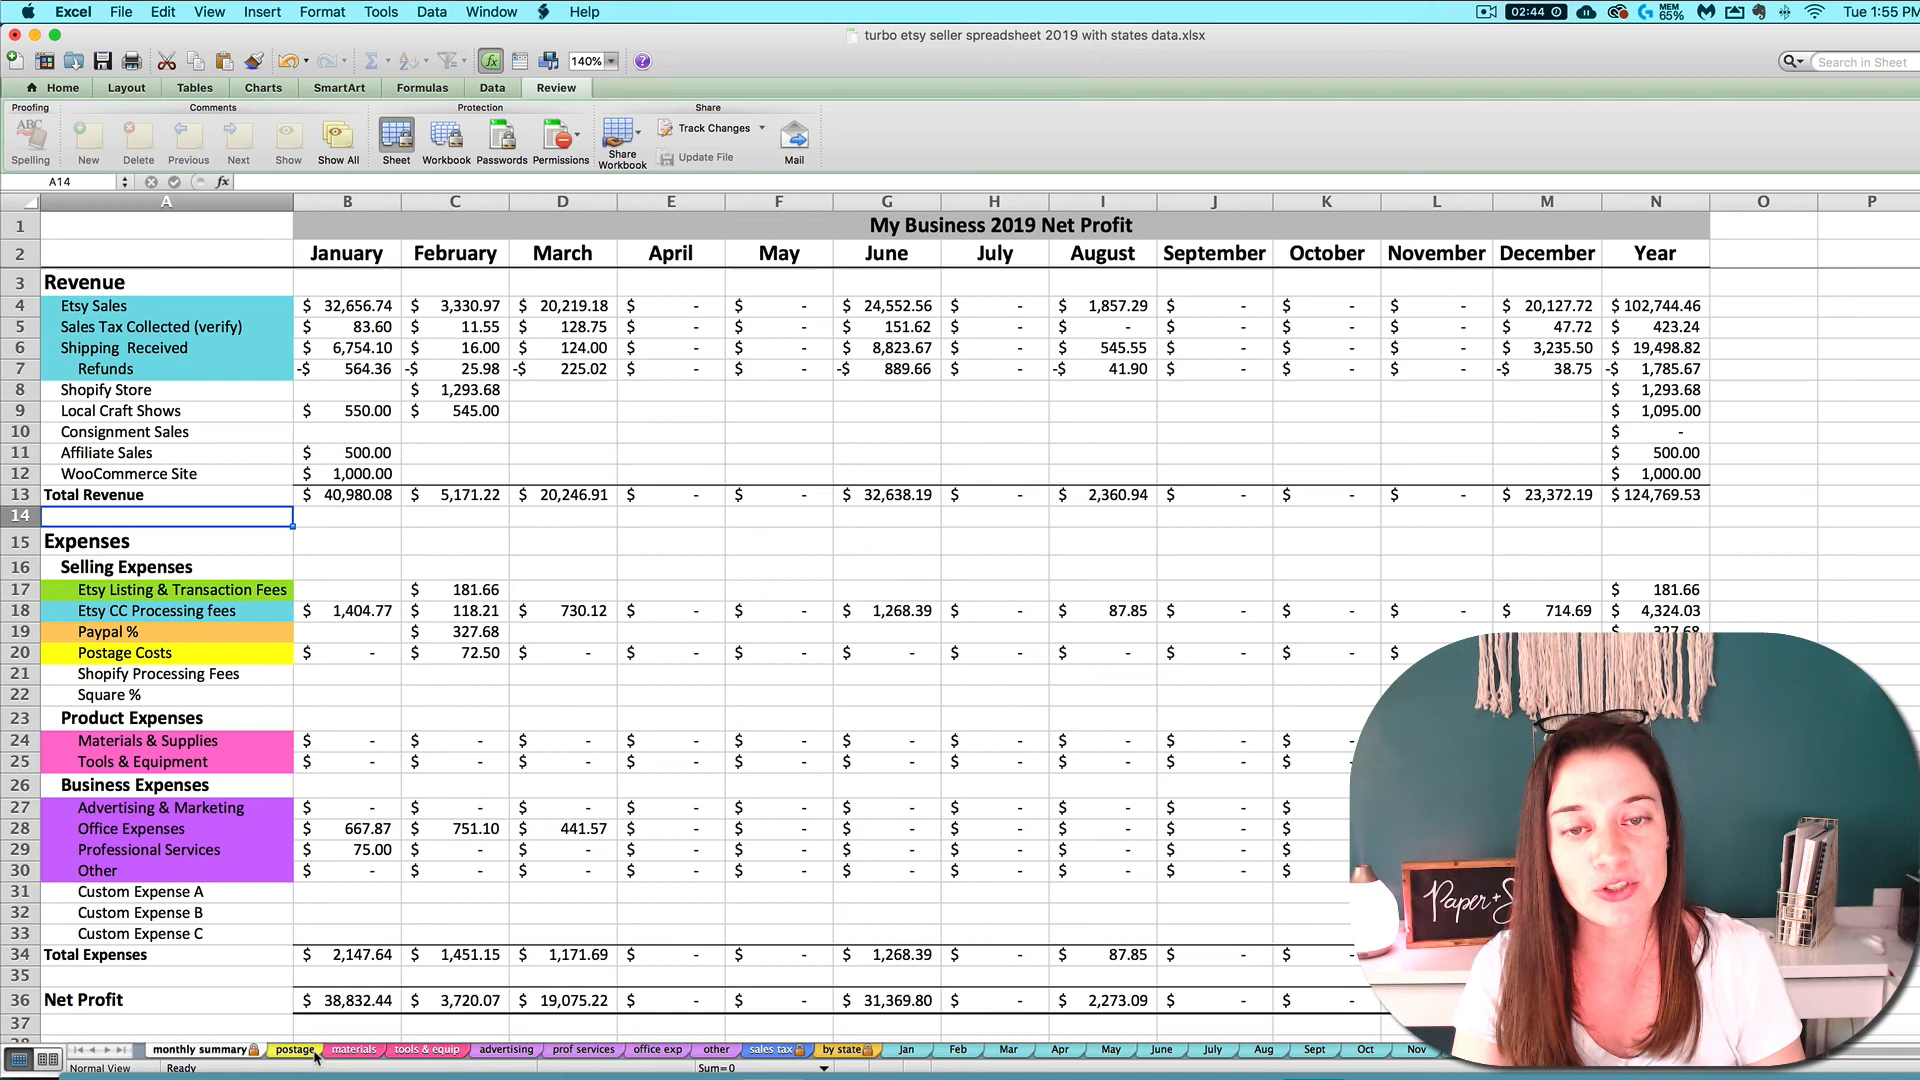 Excel File Edit View Insert Format Tools Data Window Help 02:44 MEM 65% Tue 1:55 PM
turbo etsy seller spreadsheet 2019 with states data.xlsx
140% Search in Sheet
Home Layout Tables Charts SmartArt Formulas Data Review
Proofing Comments Protection Share
ABC Track Changes
Spelling New Delete Previous Next Show Show All Sheet Workbook Passwords Permissions Share Workbook Update File Mail
A14 fx
A B C D E F G H I J K L M N O P
1 My Business 2019 Net Profit
2 January February March April May June July August September October November December Year
3 Revenue
4 Etsy Sales $ 32,656.74 $ 3,330.97 $ 20,219.18 $ - $ - $ 24,552.56 $ - $ 1,857.29 $ - $ - $ - $ 20,127.72 $ 102,744.46
5 Sales Tax Collected (verify) $ 83.60 $ 11.55 $ 128.75 $ - $ - $ 151.62 $ - $ - $ - $ - $ - $ 47.72 $ 423.24
6 Shipping Received $ 6,754.10 $ 16.00 $ 124.00 $ - $ - $ 8,823.67 $ - $ 545.55 $ - $ - $ - $ 3,235.50 $ 19,498.82
7 Refunds -$ 564.36 -$ 25.98 -$ 225.02 $ - $ - -$ 889.66 $ - -$ 41.90 $ - $ - $ - -$ 38.75 -$ 1,785.67
8 Shopify Store $ 1,293.68 $ 1,293.68
9 Local Craft Shows $ 550.00 $ 545.00 $ 1,095.00
10 Consignment Sales $ -
11 Affiliate Sales $ 500.00 $ 500.00
12 WooCommerce Site $ 1,000.00 $ 1,000.00
13 Total Revenue $ 40,980.08 $ 5,171.22 $ 20,246.91 $ - $ - $ 32,638.19 $ - $ 2,360.94 $ - $ - $ - $ 23,372.19 $ 124,769.53
14
15 Expenses
16 Selling Expenses
17 Etsy Listing & Transaction Fees $ 181.66 $ 181.66
18 Etsy CC Processing fees $ 1,404.77 $ 118.21 $ 730.12 $ - $ - $ 1,268.39 $ - $ 87.85 $ - $ - $ - $ 714.69 $ 4,324.03
19 Paypal % $ 327.68 $ 327.68
20 Postage Costs $ - $ 72.50 $ - $ - $ - $ - $ - $ - $ - $ - $
21 Shopify Processing Fees
22 Square %
23 Product Expenses
24 Materials & Supplies $ - $ - $ - $ - $ - $ - $ - $ - $ - $
25 Tools & Equipment $ - $ - $ - $ - $ - $ - $ - $ - $ - $
26 Business Expenses
27 Advertising & Marketing $ - $ - $ - $ - $ - $ - $ - $ - $ - $
28 Office Expenses $ 667.87 $ 751.10 $ 441.57 $ - $ - $ - $ - $ - $ - $
29 Professional Services $ 75.00 $ - $ - $ - $ - $ - $ - $ - $ - $
30 Other $ - $ - $ - $ - $ - $ - $ - $ - $ - $
31 Custom Expense A
32 Custom Expense B
33 Custom Expense C
34 Total Expenses $ 2,147.64 $ 1,451.15 $ 1,171.69 $ - $ - $ 1,268.39 $ - $ 87.85 $ - $
35
36 Net Profit $ 38,832.44 $ 3,720.07 $ 19,075.22 $ - $ - $ 31,369.80 $ - $ 2,273.09 $ - $
37
Paper+S
monthly summary postage materials tools & equip advertising prof services office exp other sales tax by state Jan Feb Mar Apr May June July Aug Sept Oct Nov
Normal View Ready Sum=0